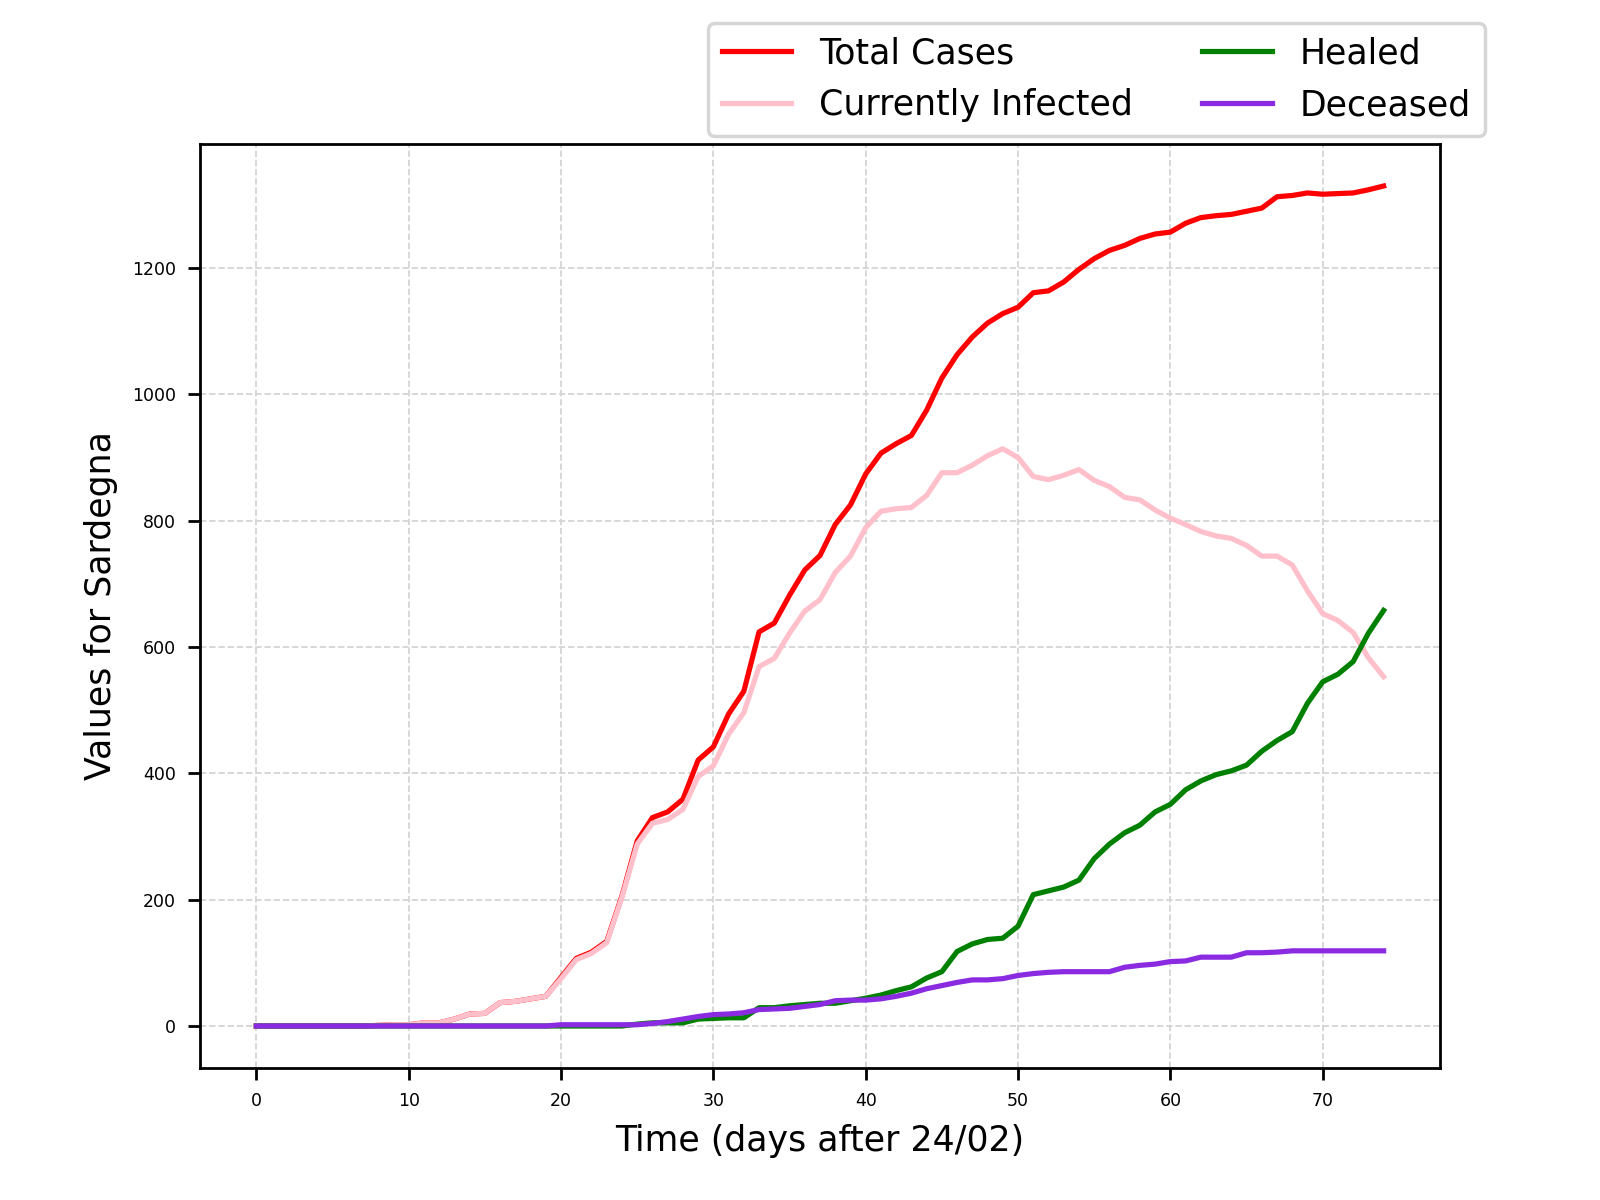 Total Cases
Currently Infected
Healed
Deceased
Values for Sardegna
1200
1000
800
600
400
200
0
0 10 20 30 40 50 60 70
Time (days after 24/02)